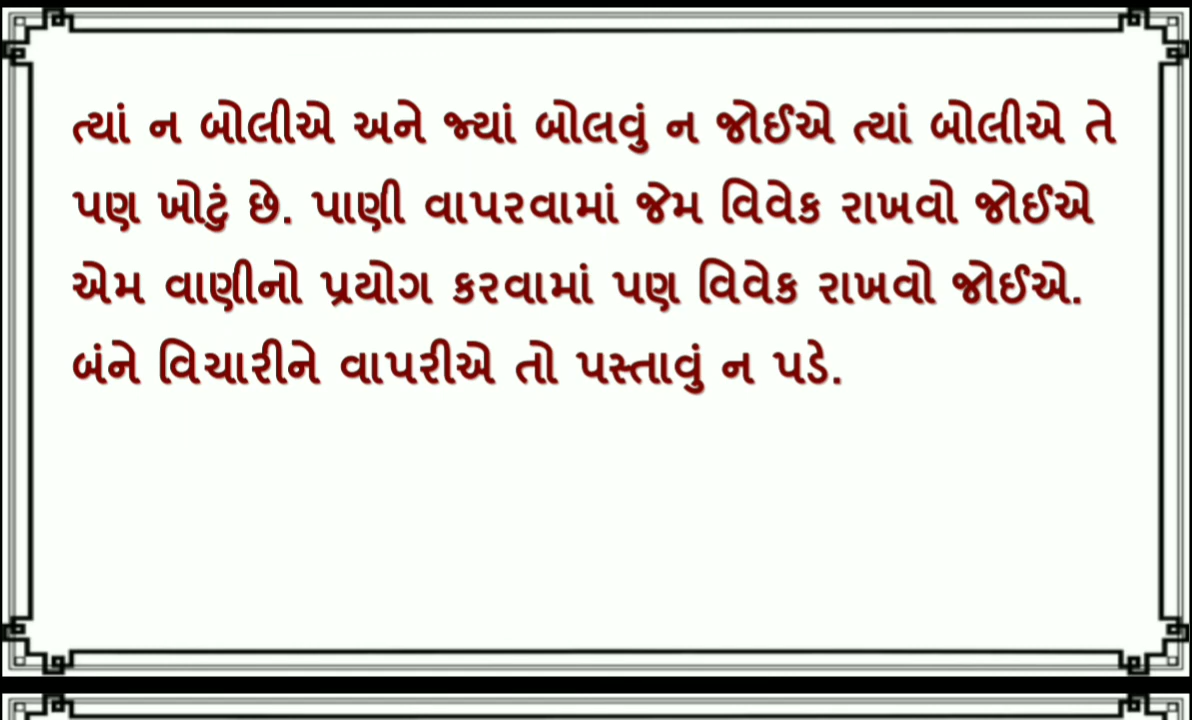 ત્યાં ન બોલીએ અને જ્યાં બોલવું ન જોઈએ ત્યાં બોલીએ તે
પણ ખોટું છે. પાણી વાપરવામાં જેમ વિવેક રાખવો જોઈએ
એમ વાણીનો પ્રયોગ કરવામાં પણ વિવેક રાખવો જોઈએ.
બંને વિચારીને વાપરીએ તો પસ્તાવું ન પડે.